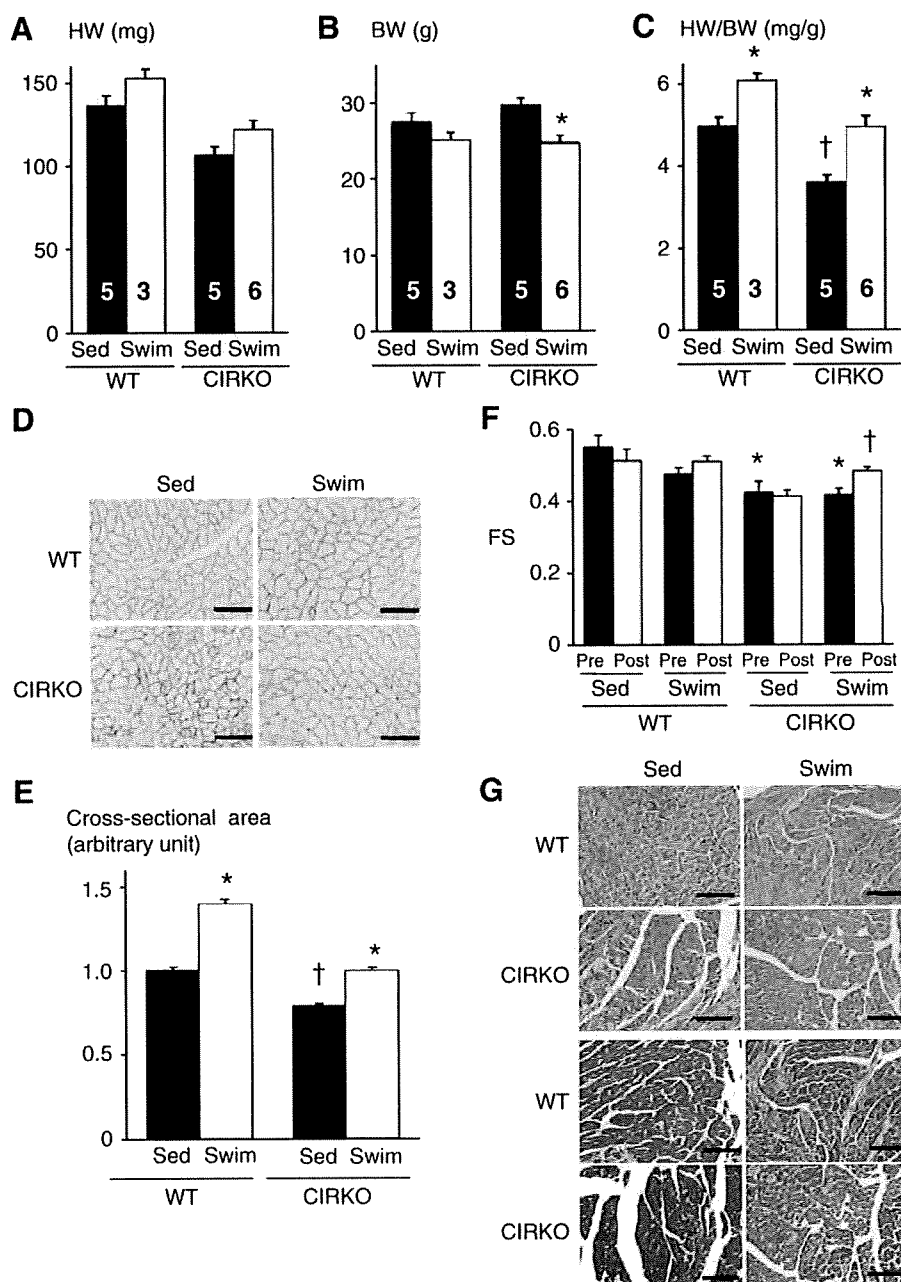 A HW (mg)
150
100
50
0
5 3 5 6
Sed Swim Sed Swim
WT CIRKO
B BW (g)
30
20
10
0
5 3 5 6
Sed Swim Sed Swim
WT CIRKO
C HW/BW (mg/g)
6
4
2
0
* † *
5 3 5 6
Sed Swim Sed Swim
WT CIRKO
D
Sed Swim
WT
CIRKO
E
Cross-sectional area
(arbitrary unit)
1.5
1.0
0.5
0
* † *
Sed Swim Sed Swim
WT CIRKO
F
0.6
0.4
0.2
0
FS
* * †
Pre Post Pre Post Pre Post Pre Post
Sed Swim Sed Swim
WT CIRKO
G
Sed Swim
WT
CIRKO
WT
CIRKO